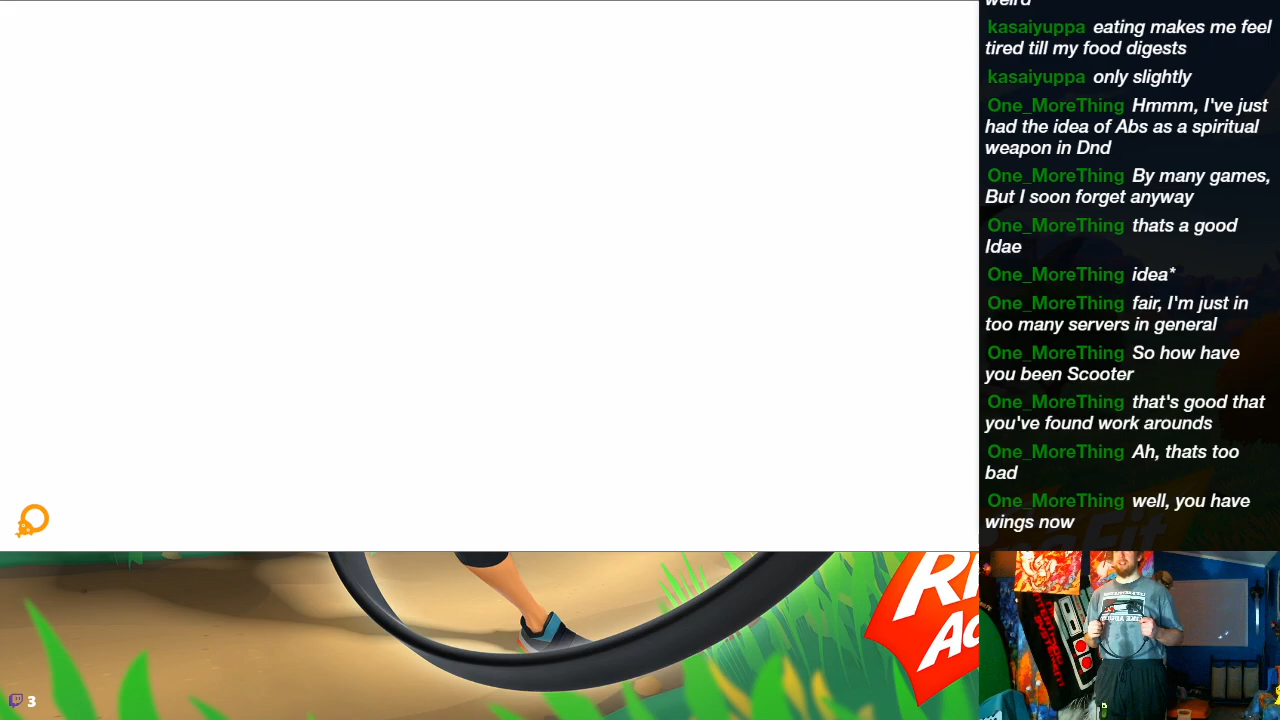 weird
kasaiyuppa eating makes me feel
tired till my food digests
kasaiyuppa only slightly
One_MoreThing Hmmm, I've just
had the idea of Abs as a spiritual
weapon in Dnd
One_MoreThing By many games,
But I soon forget anyway
One_MoreThing thats a good
Idae
One_MoreThing idea*
One_MoreThing fair, I'm just in
too many servers in general
One_MoreThing So how have
you been Scooter
One_MoreThing that's good that
you've found work arounds
One_MoreThing Ah, thats too
bad
One_MoreThing well, you have
wings now
3